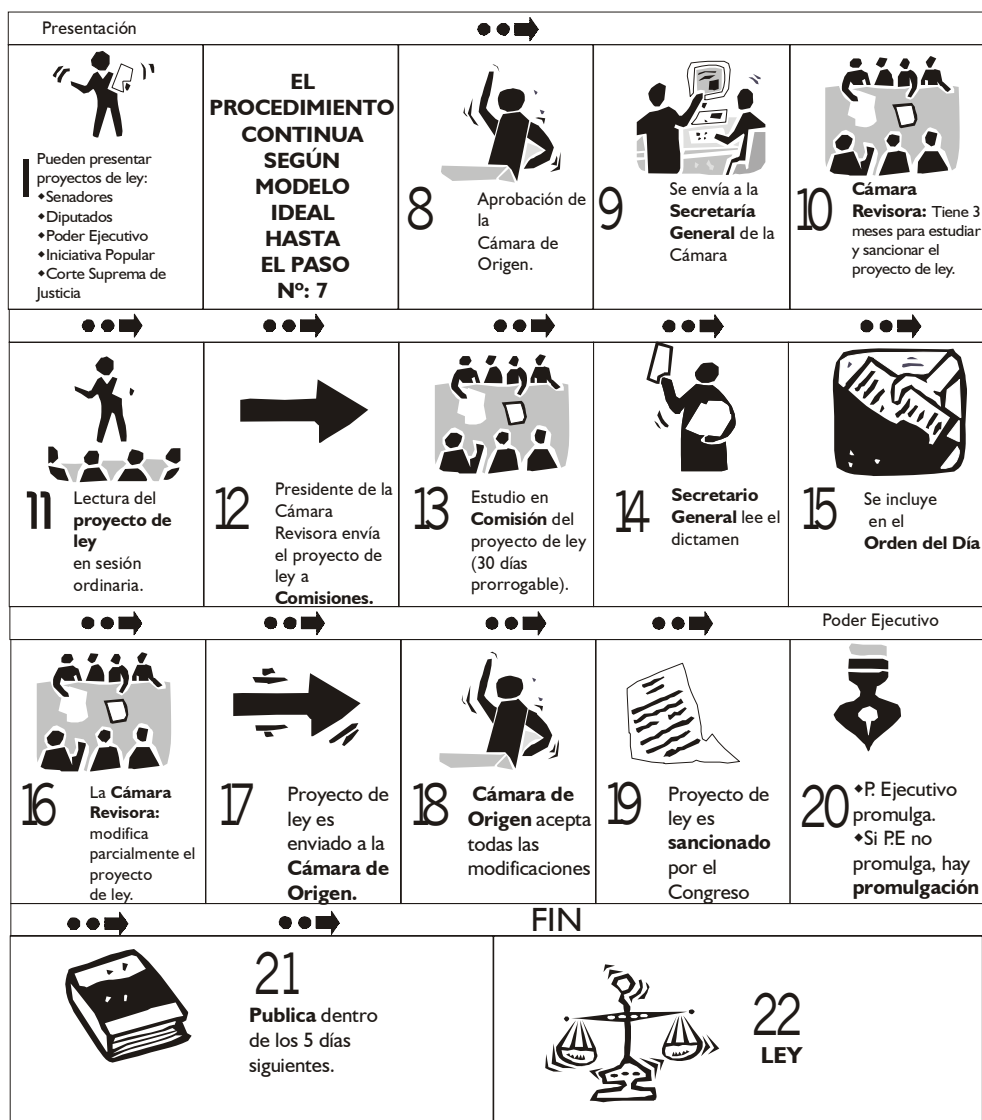 Presentación
I
Pueden presentar
proyectos de ley:
◆Senadores
◆Diputados
◆Poder Ejecutivo
◆Iniciativa Popular
◆Corte Suprema de
Justicia
EL
PROCEDIMIENTO
CONTINUA
SEGÚN
MODELO
IDEAL
HASTA
EL PASO
Nº: 7
8
Aprobación de
la
Cámara de
Origen.
9
Se envía a la
Secretaría
General de la
Cámara
10
Cámara
Revisora: Tiene 3
meses para estudiar
y sancionar el
proyecto de ley.
11
Lectura del
proyecto de
ley
en sesión
ordinaria.
12
Presidente de la
Cámara
Revisora envía
el proyecto de
ley a
Comisiones.
13
Estudio en
Comisión del
proyecto de ley
(30 días
prorrogable).
14
Secretario
General lee el
dictamen
15
Se incluye
en el
Orden del Día
Poder Ejecutivo
16
La Cámara
Revisora:
modifica
parcialmente el
proyecto
de ley.
17
Proyecto de
ley es
enviado a la
Cámara de
Origen.
18
Cámara de
Origen acepta
todas las
modificaciones
19
Proyecto de
ley es
sancionado
por el
Congreso
20
◆P. Ejecutivo
promulga.
◆Si P.E no
promulga, hay
promulgación
FIN
21
Publica dentro
de los 5 días
siguientes.
22
LEY